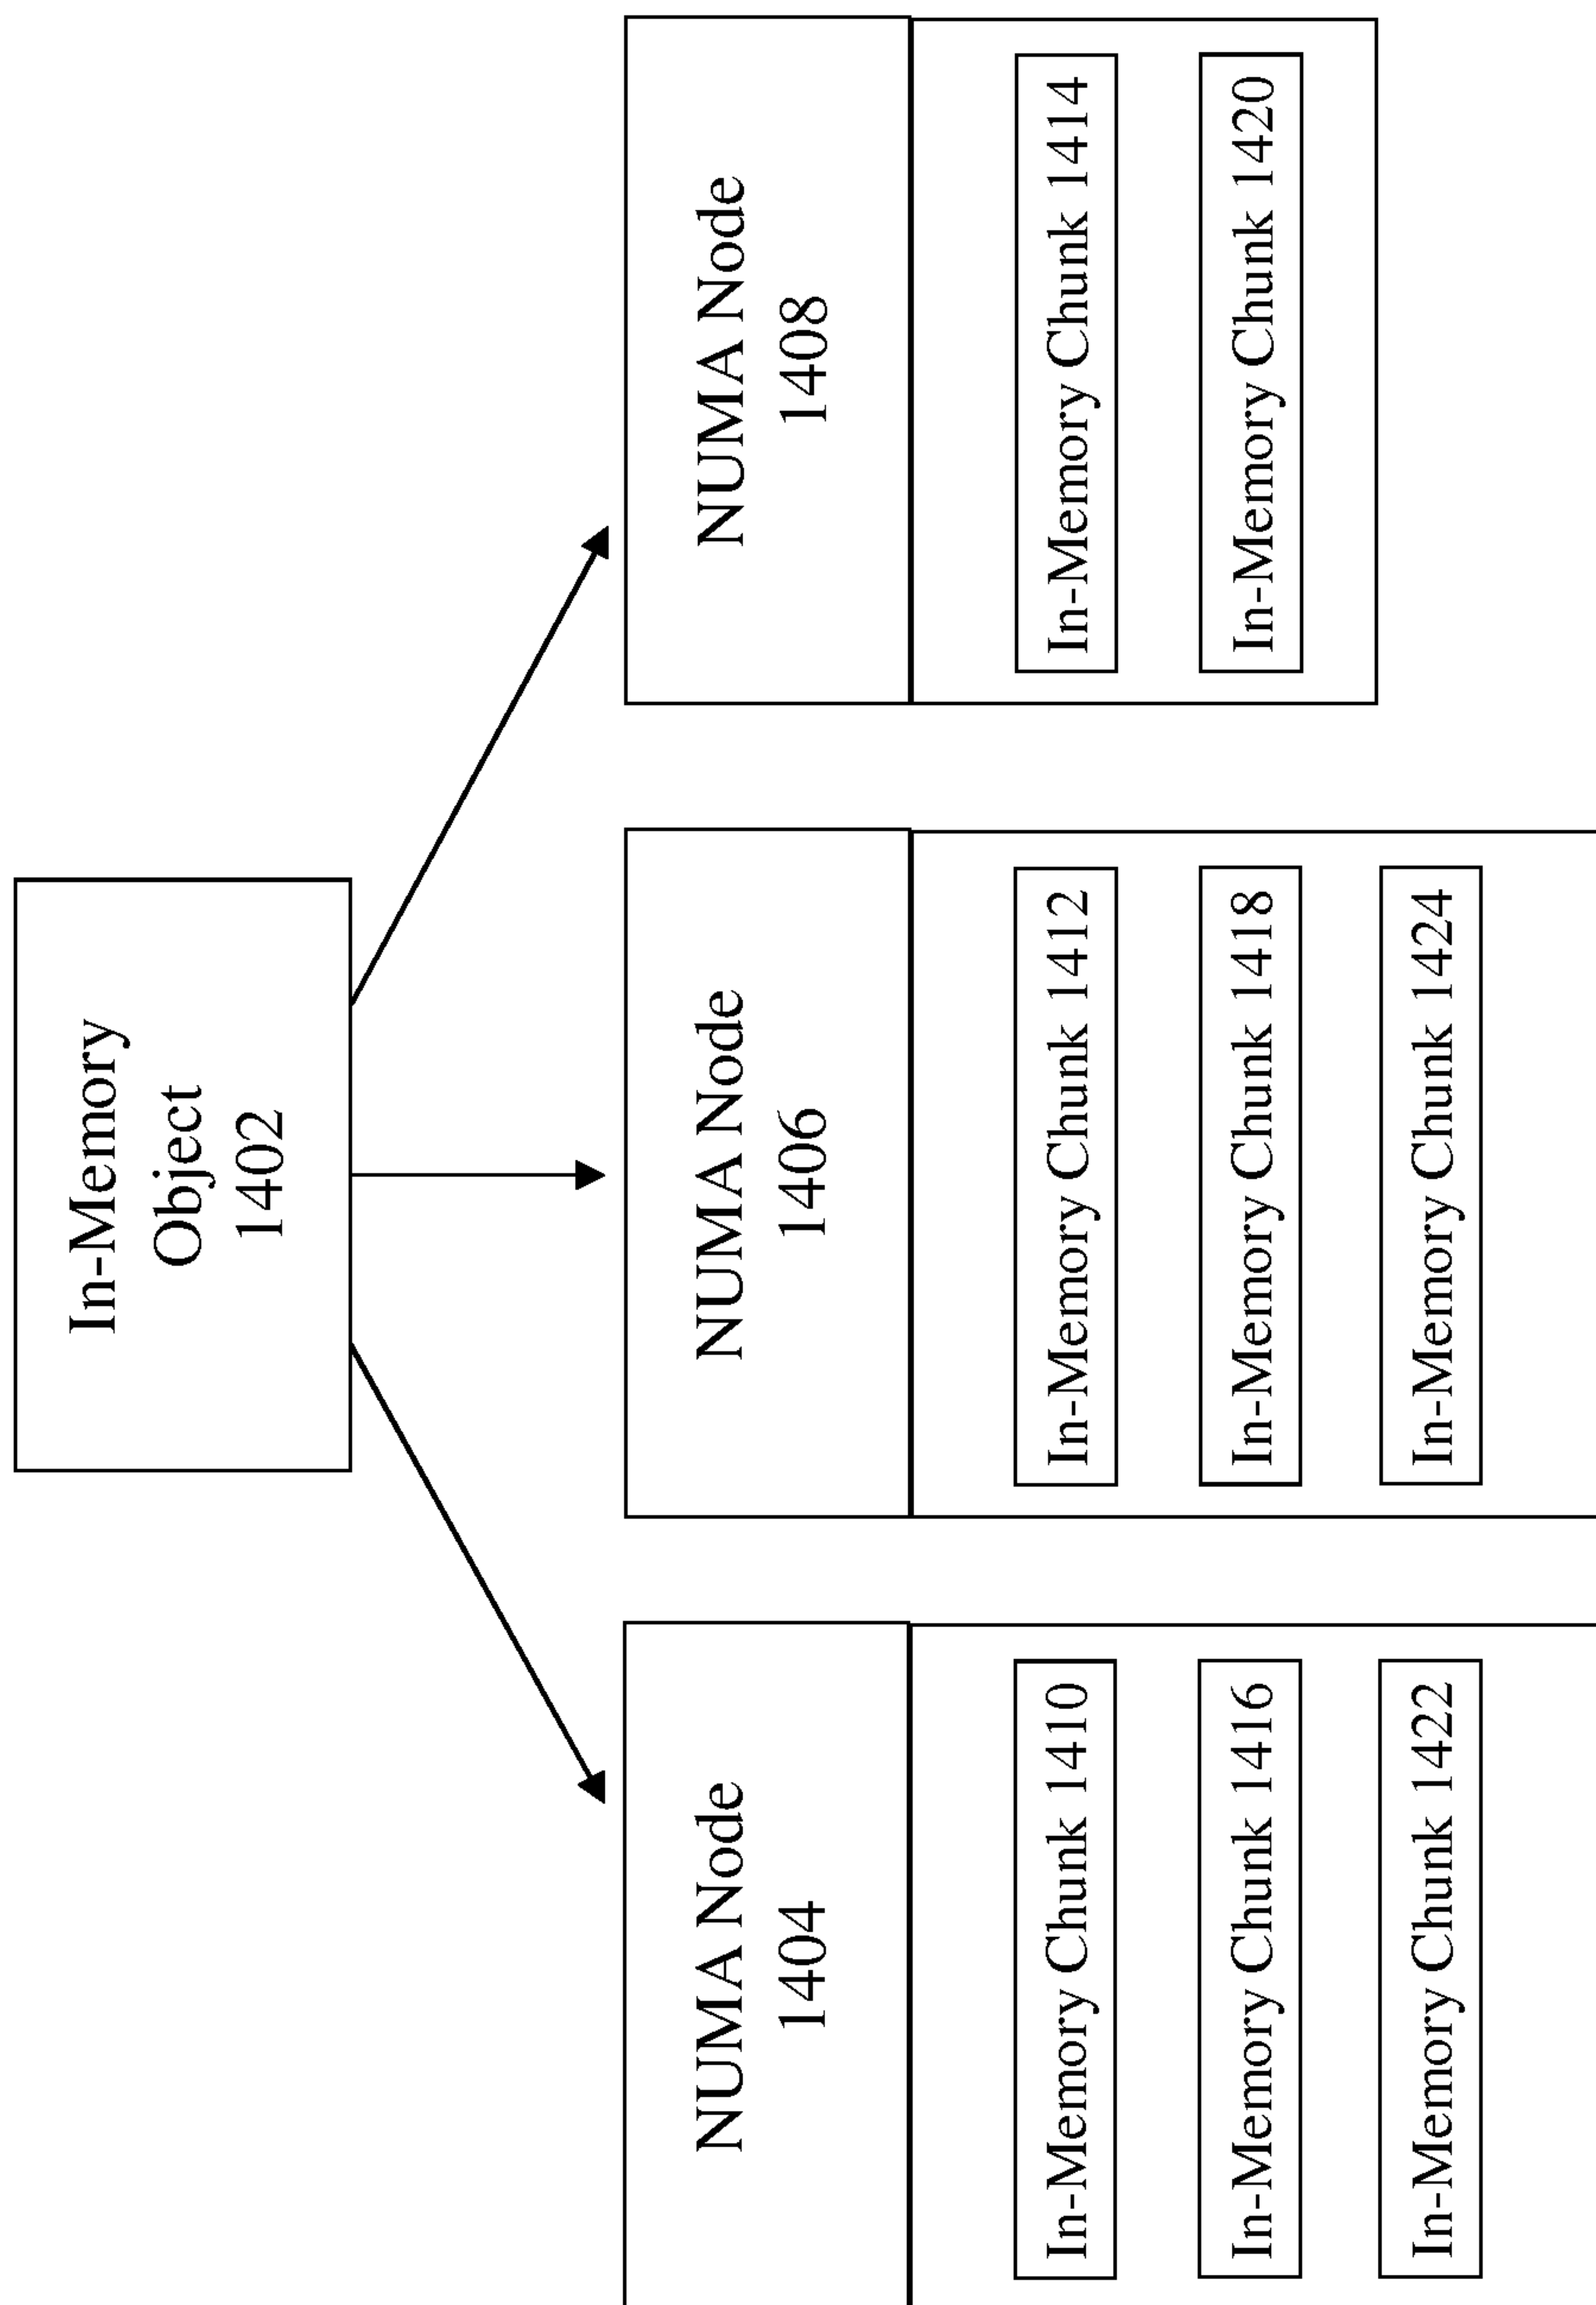 In-Memory
Object
1402
NUMA Node
1404
In-Memory Chunk 1410
In-Memory Chunk 1416
In-Memory Chunk 1422
NUMA Node
1406
In-Memory Chunk 1412
In-Memory Chunk 1418
In-Memory Chunk 1424
NUMA Node
1408
In-Memory Chunk 1414
In-Memory Chunk 1420